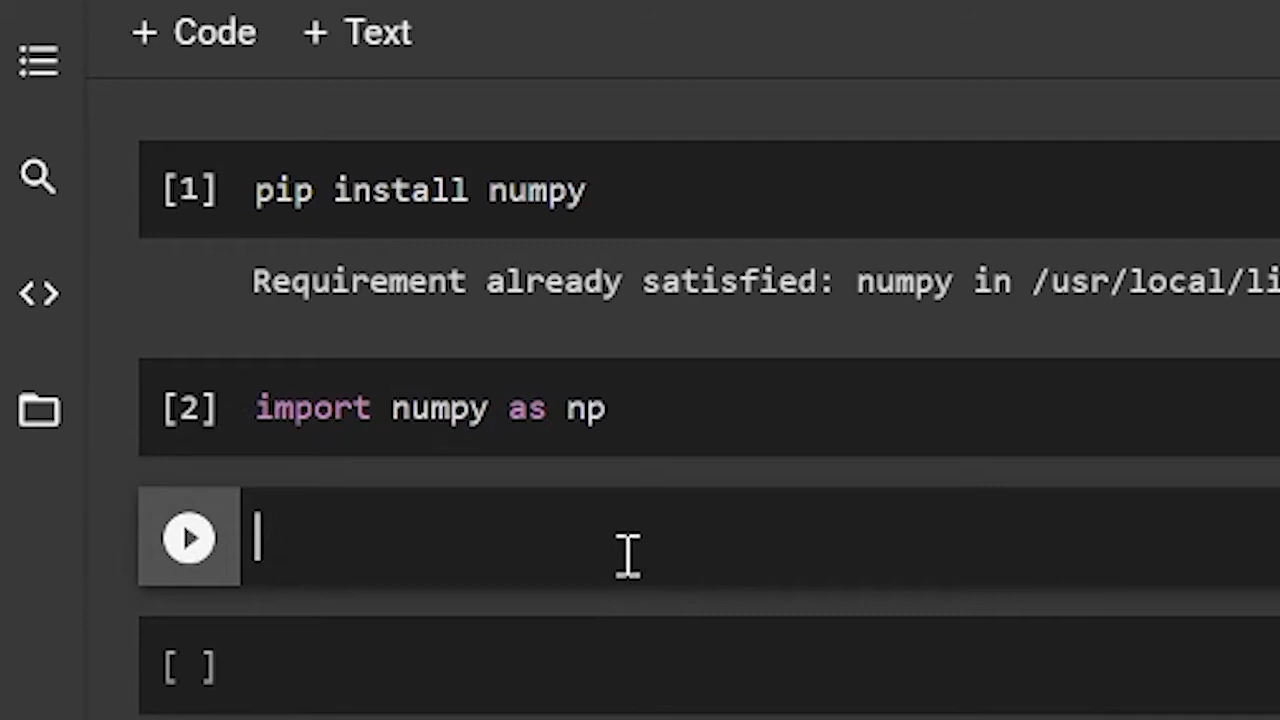 + Code + Text
[1] pip install numpy
Requirement already satisfied: numpy in /usr/local/li
[2] import numpy as np
[ ]